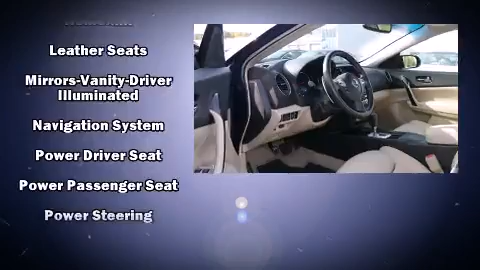 Leather Seats
Mirrors-Vanity-Driver
Illuminated
Navigation System
Power Driver Seat
Power Passenger Seat
Power Steering